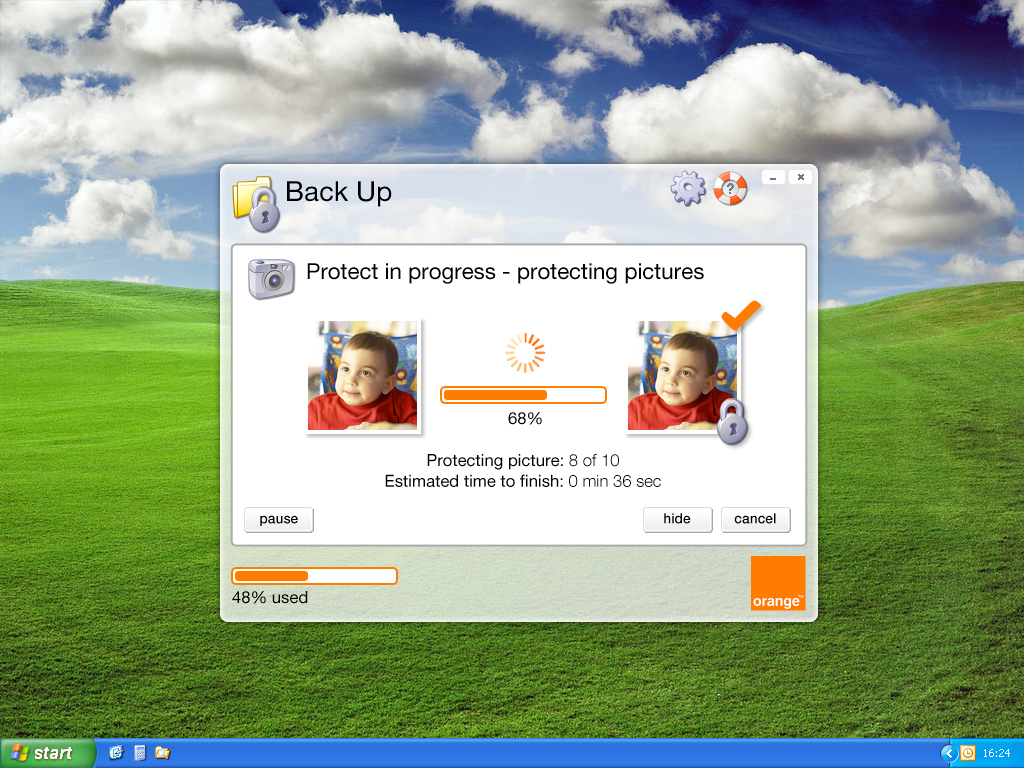 Back Up
Protect in progress - protecting pictures
68%
Protecting picture: 8 of 10
Estimated time to finish: 0 min 36 sec
pause
hide
cancel
48% used
orange™
start
16:24